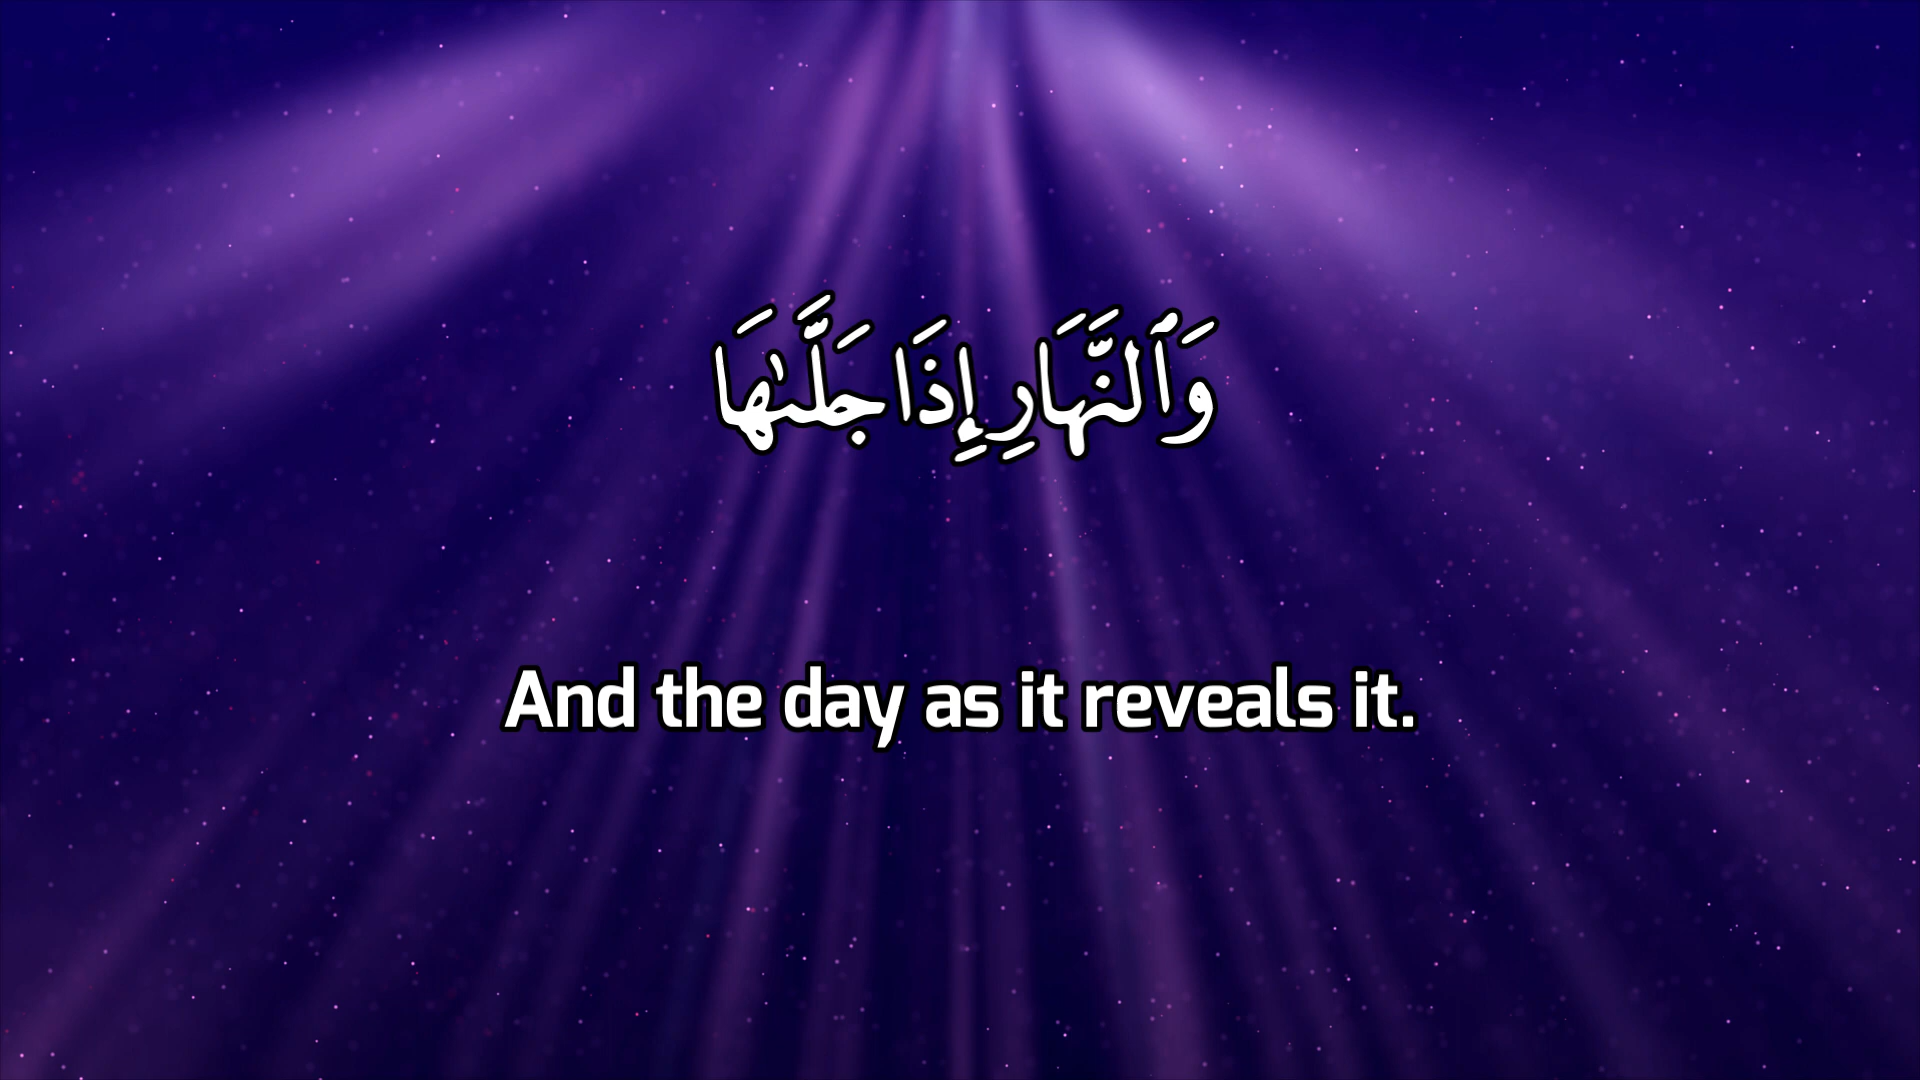 وَٱلنَّهَارِ إِذَا جَلَّىٰهَا
And the day as it reveals it.